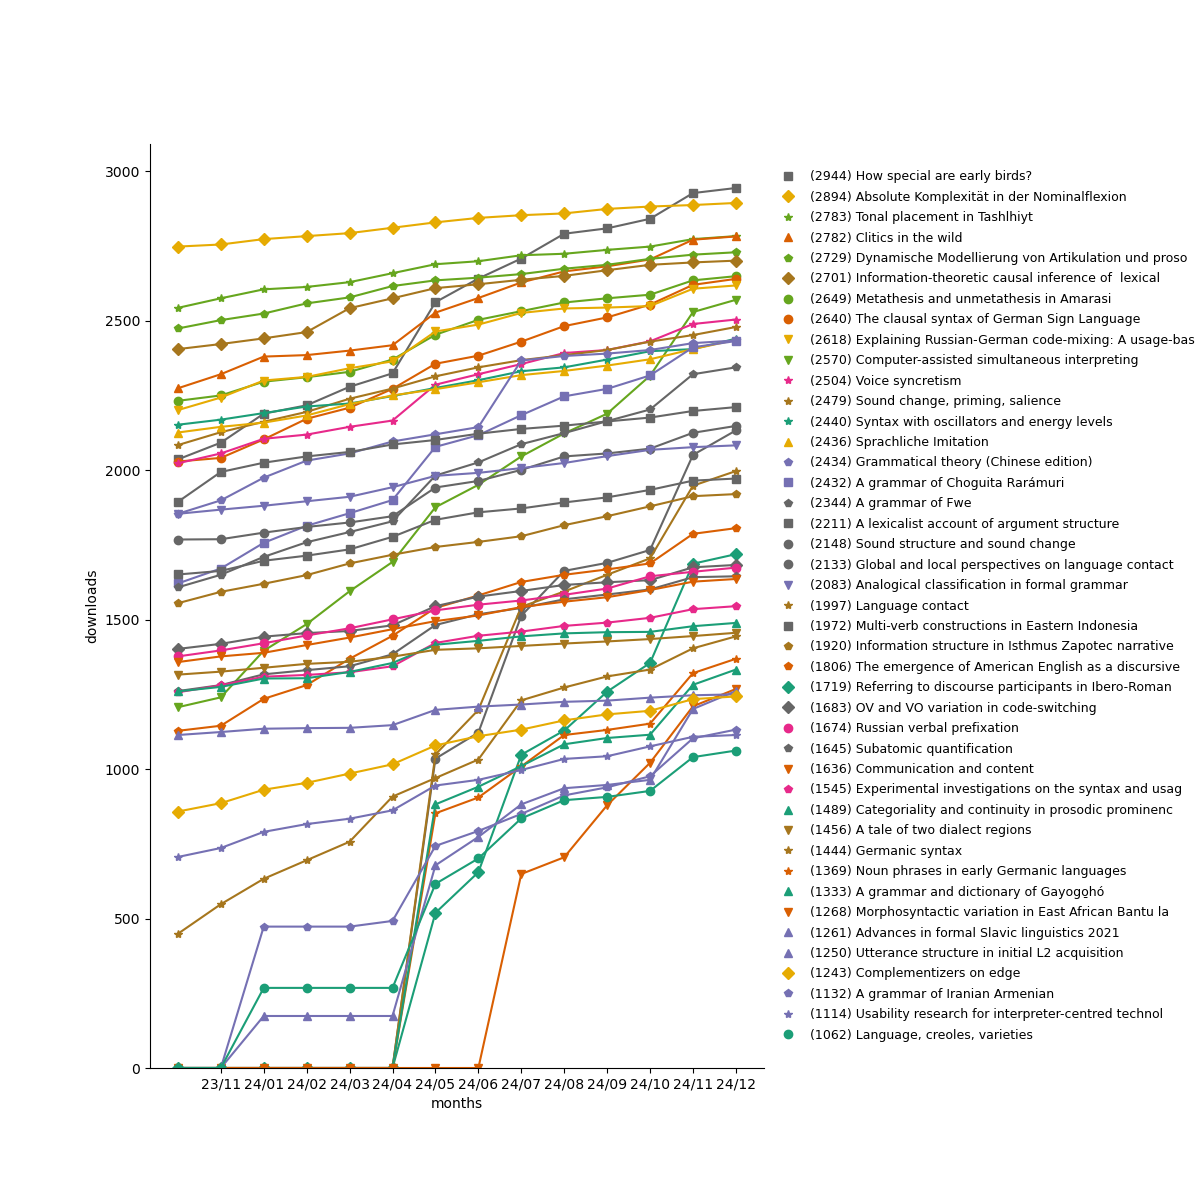 3000
2500
2000
1500
1000
500
0
downloads
23/11 24/01 24/02 24/03 24/04 24/05 24/06 24/07 24/08 24/09 24/10 24/11 24/12
months
(2944) How special are early birds?
(2894) Absolute Komplexität in der Nominalflexion
(2783) Tonal placement in Tashlhiyt
(2782) Clitics in the wild
(2729) Dynamische Modellierung von Artikulation und proso
(2701) Information-theoretic causal inference of  lexical
(2649) Metathesis and unmetathesis in Amarasi
(2640) The clausal syntax of German Sign Language
(2618) Explaining Russian-German code-mixing: A usage-bas
(2570) Computer-assisted simultaneous interpreting
(2504) Voice syncretism
(2479) Sound change, priming, salience
(2440) Syntax with oscillators and energy levels
(2436) Sprachliche Imitation
(2434) Grammatical theory (Chinese edition)
(2432) A grammar of Choguita Rarámuri
(2344) A grammar of Fwe
(2211) A lexicalist account of argument structure
(2148) Sound structure and sound change
(2133) Global and local perspectives on language contact
(2083) Analogical classification in formal grammar
(1997) Language contact
(1972) Multi-verb constructions in Eastern Indonesia
(1920) Information structure in Isthmus Zapotec narrative
(1806) The emergence of American English as a discursive
(1719) Referring to discourse participants in Ibero-Roman
(1683) OV and VO variation in code-switching
(1674) Russian verbal prefixation
(1645) Subatomic quantification
(1636) Communication and content
(1545) Experimental investigations on the syntax and usag
(1489) Categoriality and continuity in prosodic prominenc
(1456) A tale of two dialect regions
(1444) Germanic syntax
(1369) Noun phrases in early Germanic languages
(1333) A grammar and dictionary of Gayogo̱hó
(1268) Morphosyntactic variation in East African Bantu la
(1261) Advances in formal Slavic linguistics 2021
(1250) Utterance structure in initial L2 acquisition
(1243) Complementizers on edge
(1132) A grammar of Iranian Armenian
(1114) Usability research for interpreter-centred technol
(1062) Language, creoles, varieties